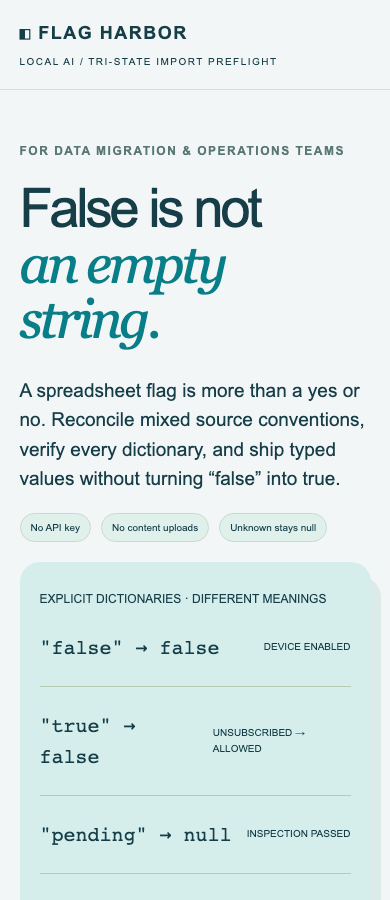 FLAG HARBOR
LOCAL AI / TRI-STATE IMPORT PREFLIGHT
FOR DATA MIGRATION & OPERATIONS TEAMS
False is not
an empty
string.
A spreadsheet flag is more than a yes or
no. Reconcile mixed source conventions,
verify every dictionary, and ship typed
values without turning “false” into true.
No API key
No content uploads
Unknown stays null
EXPLICIT DICTIONARIES · DIFFERENT MEANINGS
"false" → false
DEVICE ENABLED
"true" →
false
UNSUBSCRIBED →
ALLOWED
"pending" → null
INSPECTION PASSED